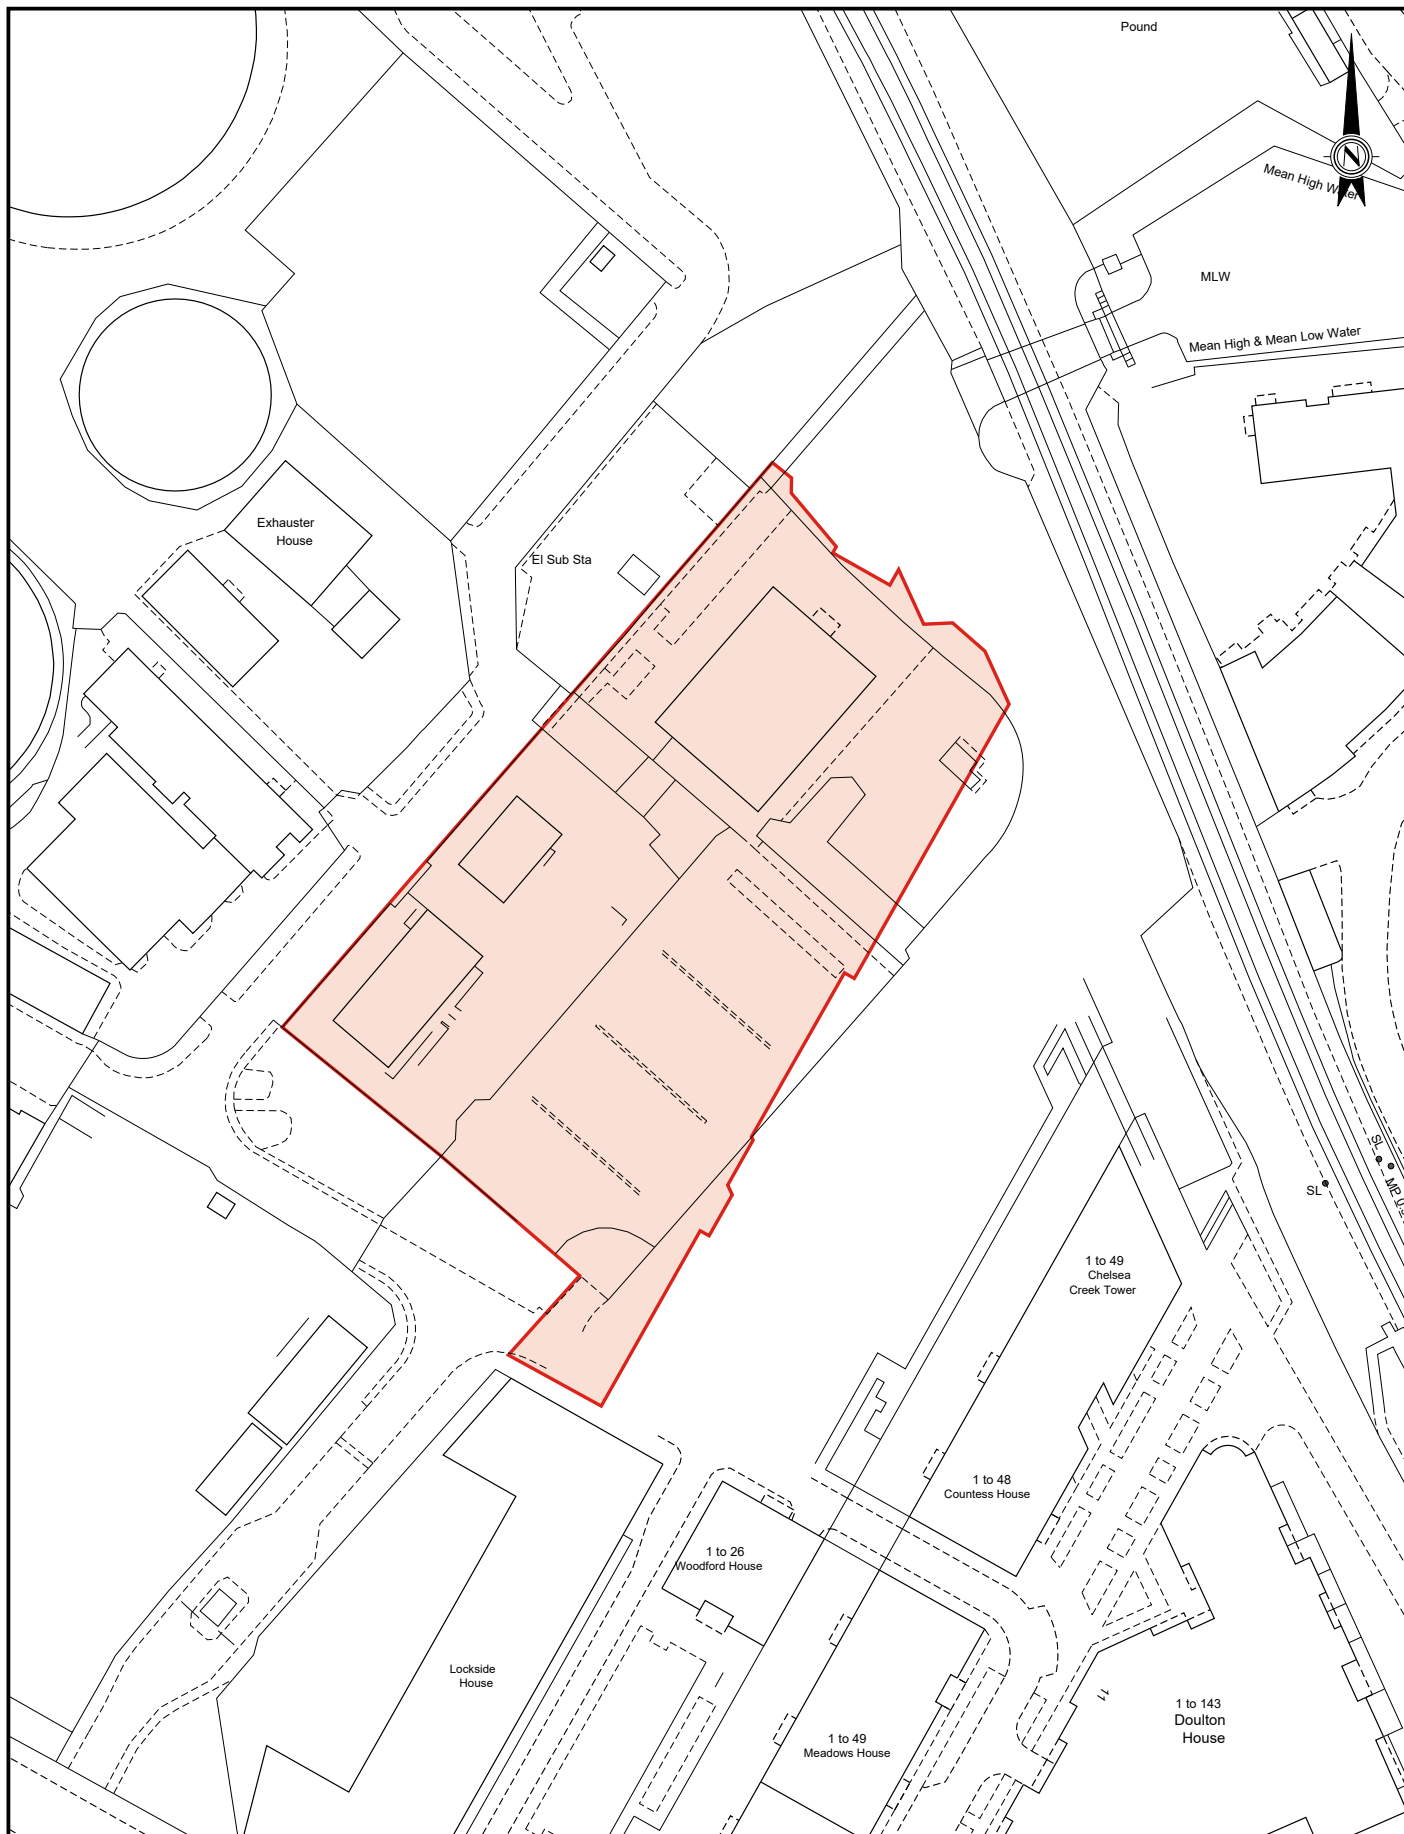 Pound
N
Mean High Water
MLW
Mean High & Mean Low Water
Exhauster
House
El Sub Sta
SL
SL
1 to 49
Chelsea
Creek Tower
1 to 48
Countess House
1 to 26
Woodford House
Lockside
House
11
1 to 143
Doulton
House
1 to 49
Meadows House